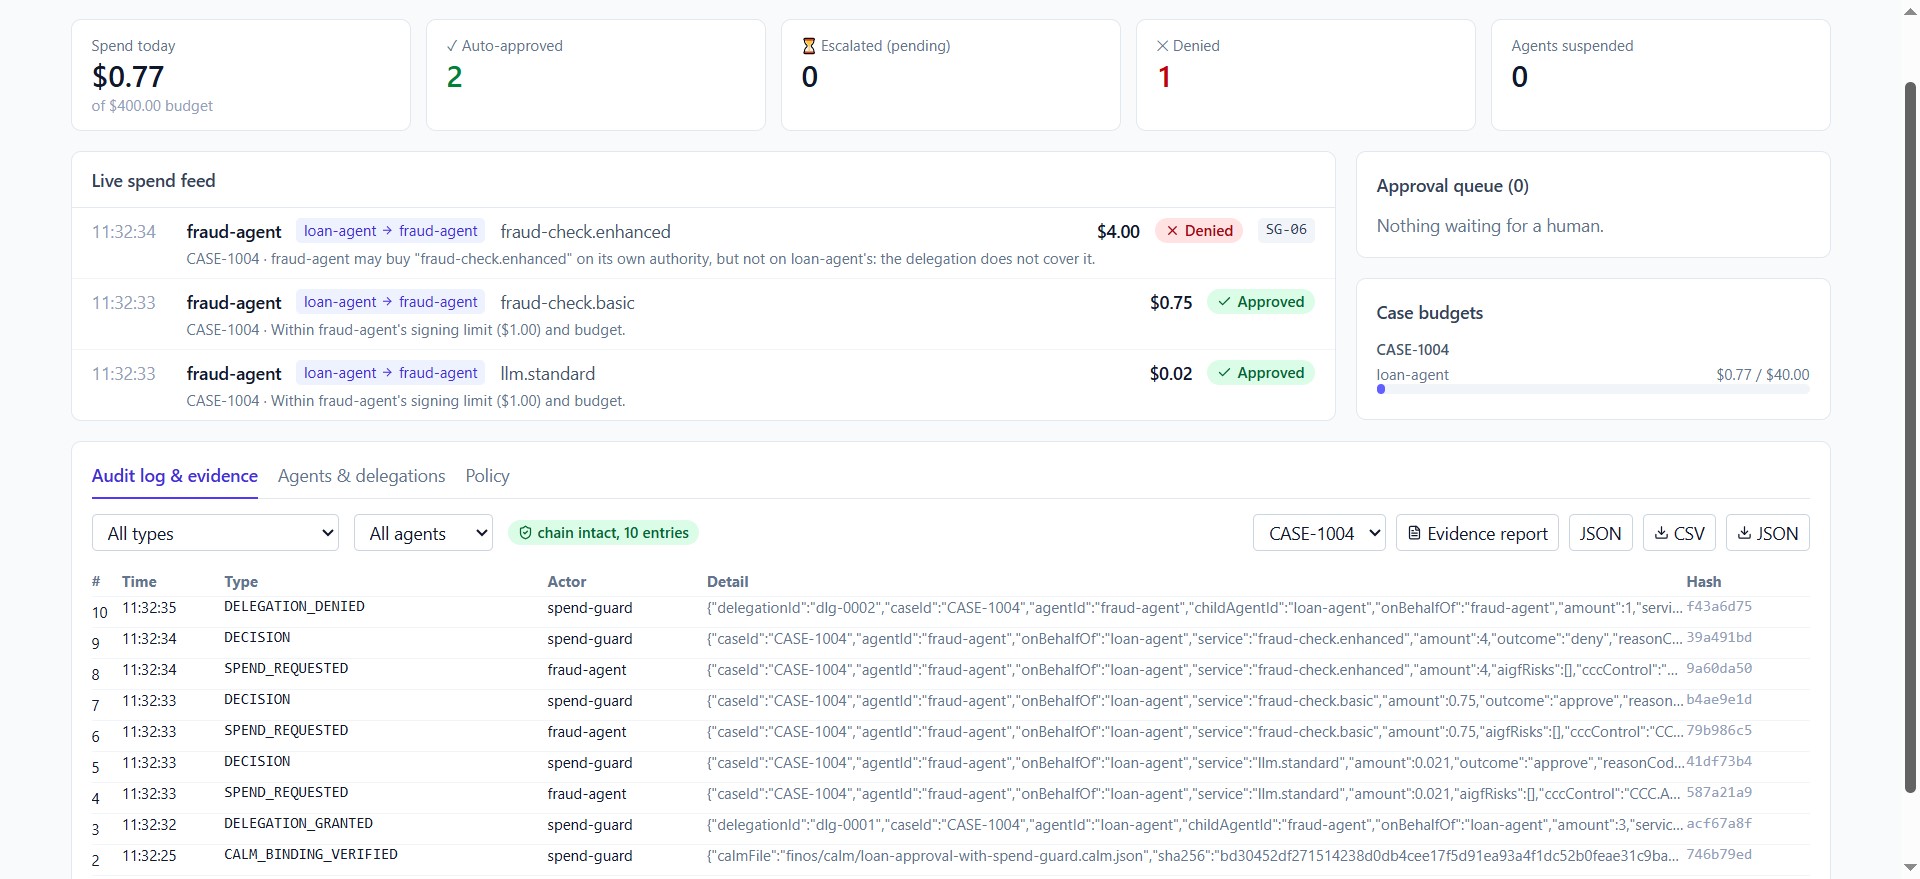 Spend today
$0.77
of $400.00 budget
✓ Auto-approved
2
⌛ Escalated (pending)
0
✕ Denied
1
Agents suspended
0
Live spend feed
11:32:34 fraud-agent loan-agent → fraud-agent fraud-check.enhanced $4.00 ✕ Denied SG-06
CASE-1004 · fraud-agent may buy "fraud-check.enhanced" on its own authority, but not on loan-agent's: the delegation does not cover it.
11:32:33 fraud-agent loan-agent → fraud-agent fraud-check.basic $0.75 ✓ Approved
CASE-1004 · Within fraud-agent's signing limit ($1.00) and budget.
11:32:33 fraud-agent loan-agent → fraud-agent llm.standard $0.02 ✓ Approved
CASE-1004 · Within fraud-agent's signing limit ($1.00) and budget.
Approval queue (0)
Nothing waiting for a human.
Case budgets
CASE-1004
loan-agent $0.77 / $40.00
Audit log & evidence Agents & delegations Policy
All types All agents chain intact, 10 entries CASE-1004 Evidence report JSON CSV JSON
# Time Type Actor Detail Hash
10 11:32:35 DELEGATION_DENIED spend-guard {"delegationId":"dlg-0002","caseId":"CASE-1004","agentId":"fraud-agent","childAgentId":"loan-agent","onBehalfOf":"fraud-agent","amount":1,"servi... f43a6d75
9 11:32:34 DECISION spend-guard {"caseId":"CASE-1004","agentId":"fraud-agent","onBehalfOf":"loan-agent","service":"fraud-check.enhanced","amount":4,"outcome":"deny","reasonC... 39a491bd
8 11:32:34 SPEND_REQUESTED fraud-agent {"caseId":"CASE-1004","agentId":"fraud-agent","onBehalfOf":"loan-agent","service":"fraud-check.enhanced","amount":4,"aigfRisks":[],"cccControl":"... 9a60da50
7 11:32:33 DECISION spend-guard {"caseId":"CASE-1004","agentId":"fraud-agent","onBehalfOf":"loan-agent","service":"fraud-check.basic","amount":0.75,"outcome":"approve","reason... b4ae9e1d
6 11:32:33 SPEND_REQUESTED fraud-agent {"caseId":"CASE-1004","agentId":"fraud-agent","onBehalfOf":"loan-agent","service":"fraud-check.basic","amount":0.75,"aigfRisks":[],"cccControl":"CC... 79b986c5
5 11:32:33 DECISION spend-guard {"caseId":"CASE-1004","agentId":"fraud-agent","onBehalfOf":"loan-agent","service":"llm.standard","amount":0.021,"outcome":"approve","reasonCod... 41df73b4
4 11:32:33 SPEND_REQUESTED fraud-agent {"caseId":"CASE-1004","agentId":"fraud-agent","onBehalfOf":"loan-agent","service":"llm.standard","amount":0.021,"aigfRisks":[],"cccControl":"CCC.A... 587a21a9
3 11:32:32 DELEGATION_GRANTED spend-guard {"delegationId":"dlg-0001","caseId":"CASE-1004","agentId":"loan-agent","childAgentId":"fraud-agent","onBehalfOf":"loan-agent","amount":3,"servic... acf67a8f
2 11:32:25 CALM_BINDING_VERIFIED spend-guard {"calmFile":"finos/calm/loan-approval-with-spend-guard.calm.json","sha256":"bd30452df271514238d0db4cee17f5d91ea93a4f1dc52b0feae31c9ba... 746b79ed